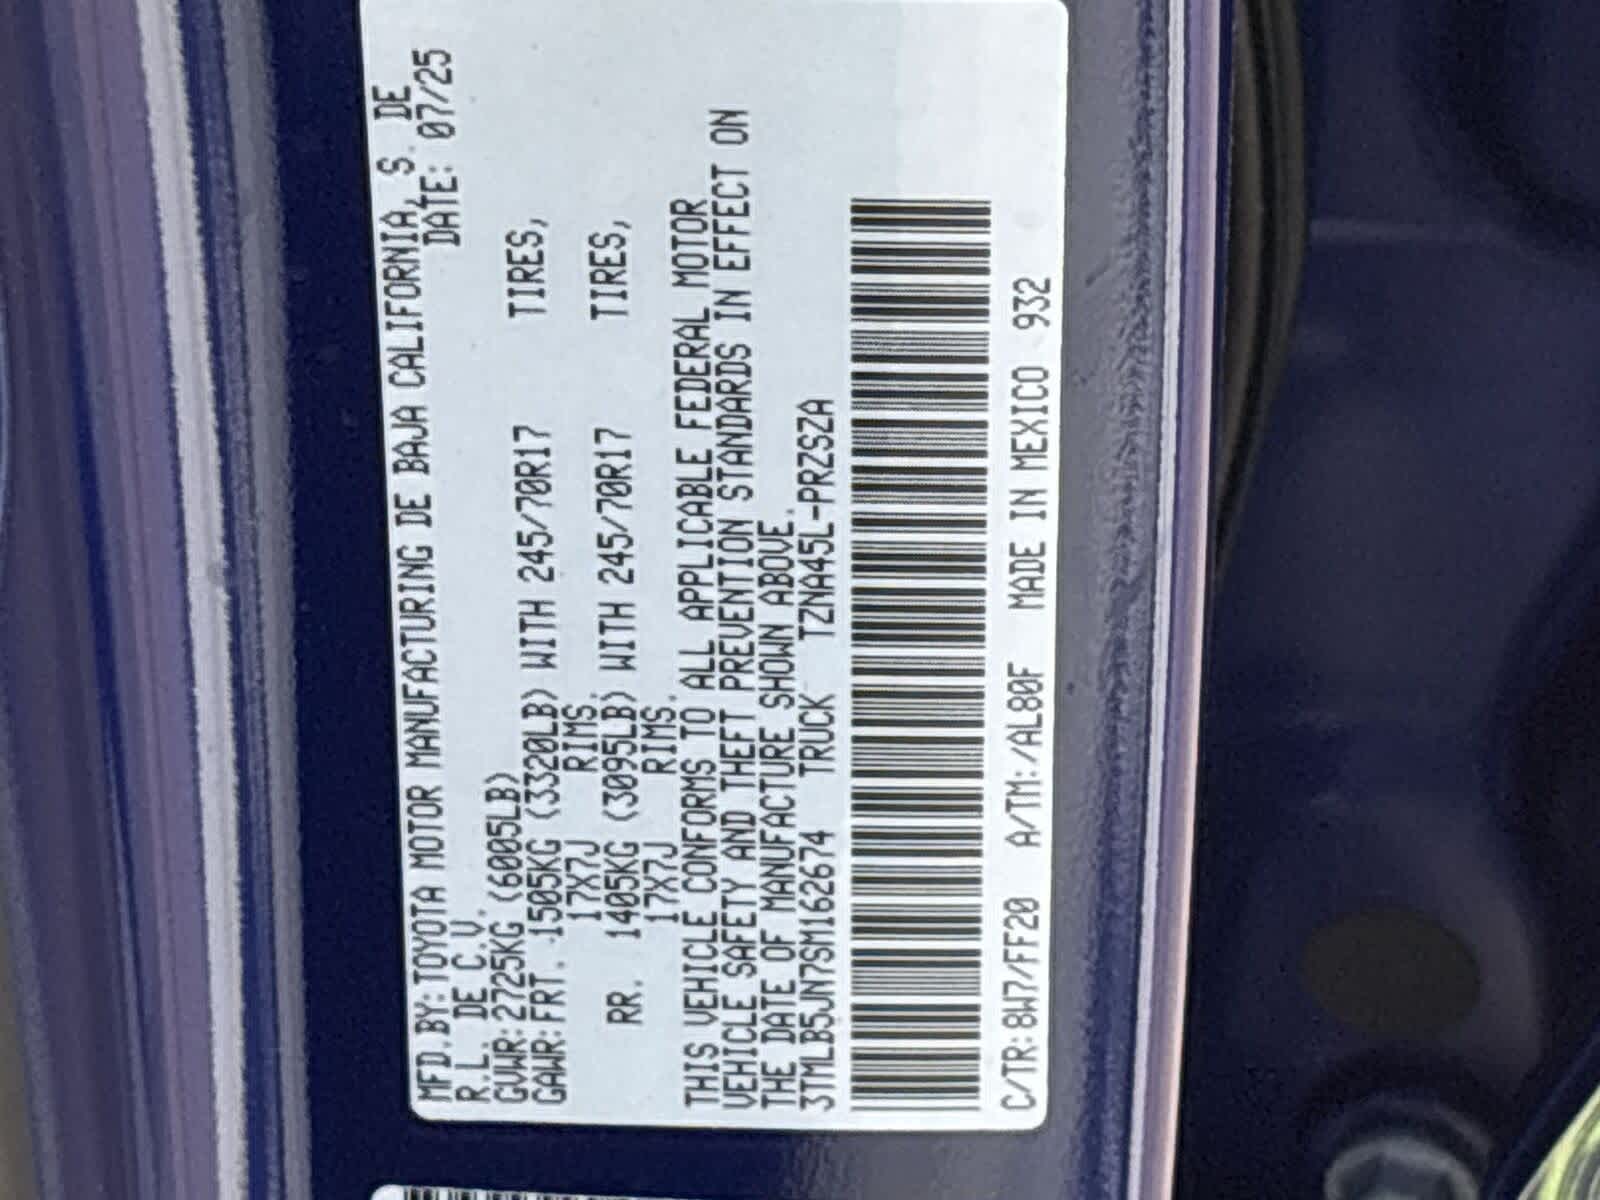 MFD.BY:TOYOTA MOTOR MANUFACTURING DE BAJA CALIFORNIA, S. DE
R.L. DE C.V. DATE: 07/25
GVWR:2725KG (6005LB)
GAWR:FRT. 1505KG (3320LB) WITH 245/70R17 TIRES,
17X7J RIMS.
RR. 1405KG (3095LB) WITH 245/70R17 TIRES,
17X7J RIMS.
THIS VEHICLE CONFORMS TO ALL APPLICABLE FEDERAL MOTOR
VEHICLE SAFETY AND THEFT PREVENTION STANDARDS IN EFFECT ON
THE DATE OF MANUFACTURE SHOWN ABOVE.
3TMLB5JN7SM162674 TRUCK TZNA45L-PRZSZA
C/TR:8W7/FF20 A/TM:/AL80F MADE IN MEXICO 932